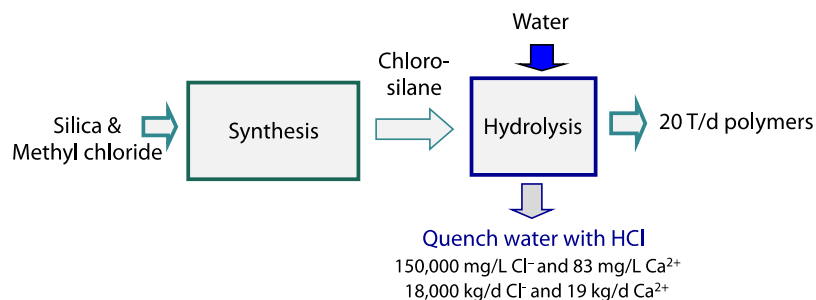 Water
Chloro-
silane
Silica &
Methyl chloride
Synthesis
Hydrolysis
20 T/d polymers
Quench water with HCl
150,000 mg/L Cl⁻ and 83 mg/L Ca²⁺
18,000 kg/d Cl⁻ and 19 kg/d Ca²⁺